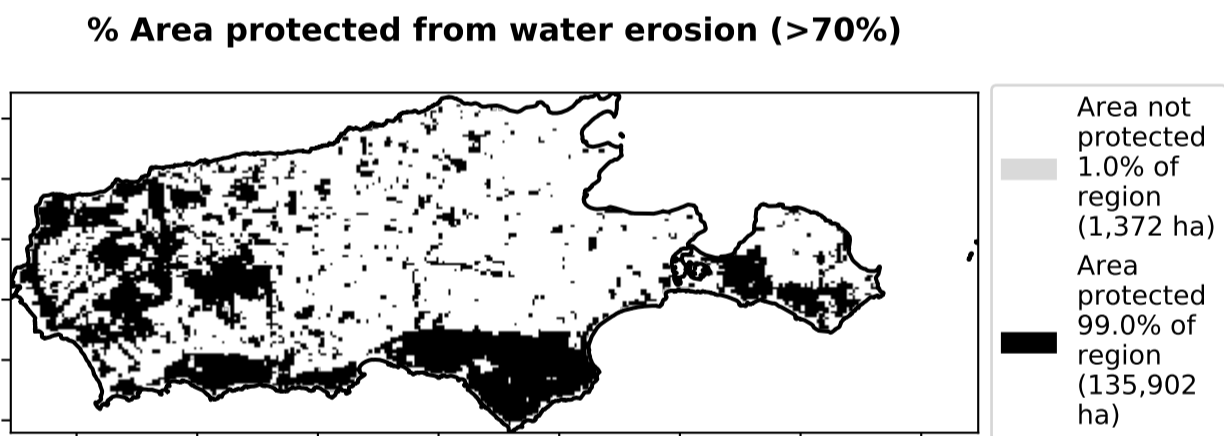 % Area protected from water erosion (>70%)
Area not
protected
1.0% of
region
(1,372 ha)
Area
protected
99.0% of
region
(135,902
ha)